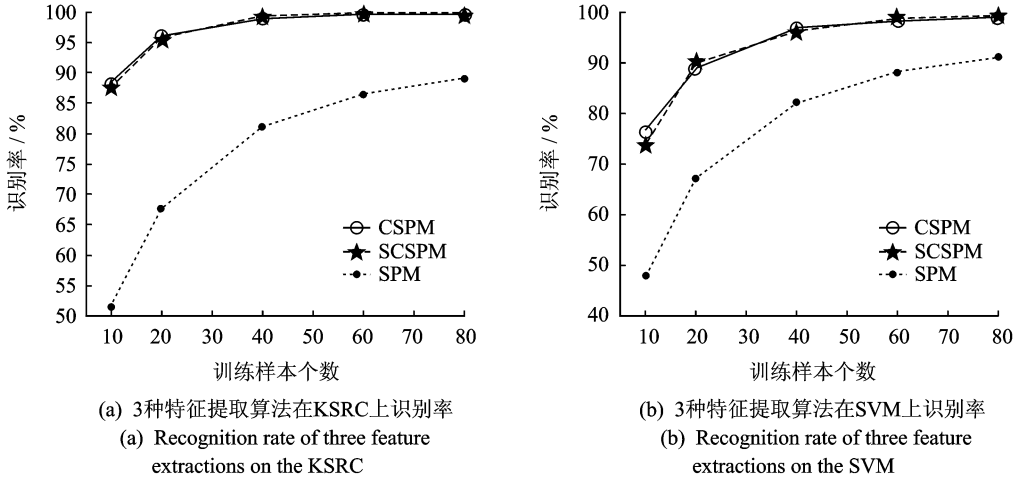 100
95
90
85
80
75
70
65
60
55
50
识别率 / %
10 20 30 40 50 60 70 80
训练样本个数
CSPM
SCSPM
SPM
(a) 3种特征提取算法在KSRC上识别率
(a) Recognition rate of three feature
extractions on the KSRC
100
90
80
70
60
50
40
识别率 / %
10 20 30 40 50 60 70 80
训练样本个数
CSPM
SCSPM
SPM
(b) 3种特征提取算法在SVM上识别率
(b) Recognition rate of three feature
extractions on the SVM